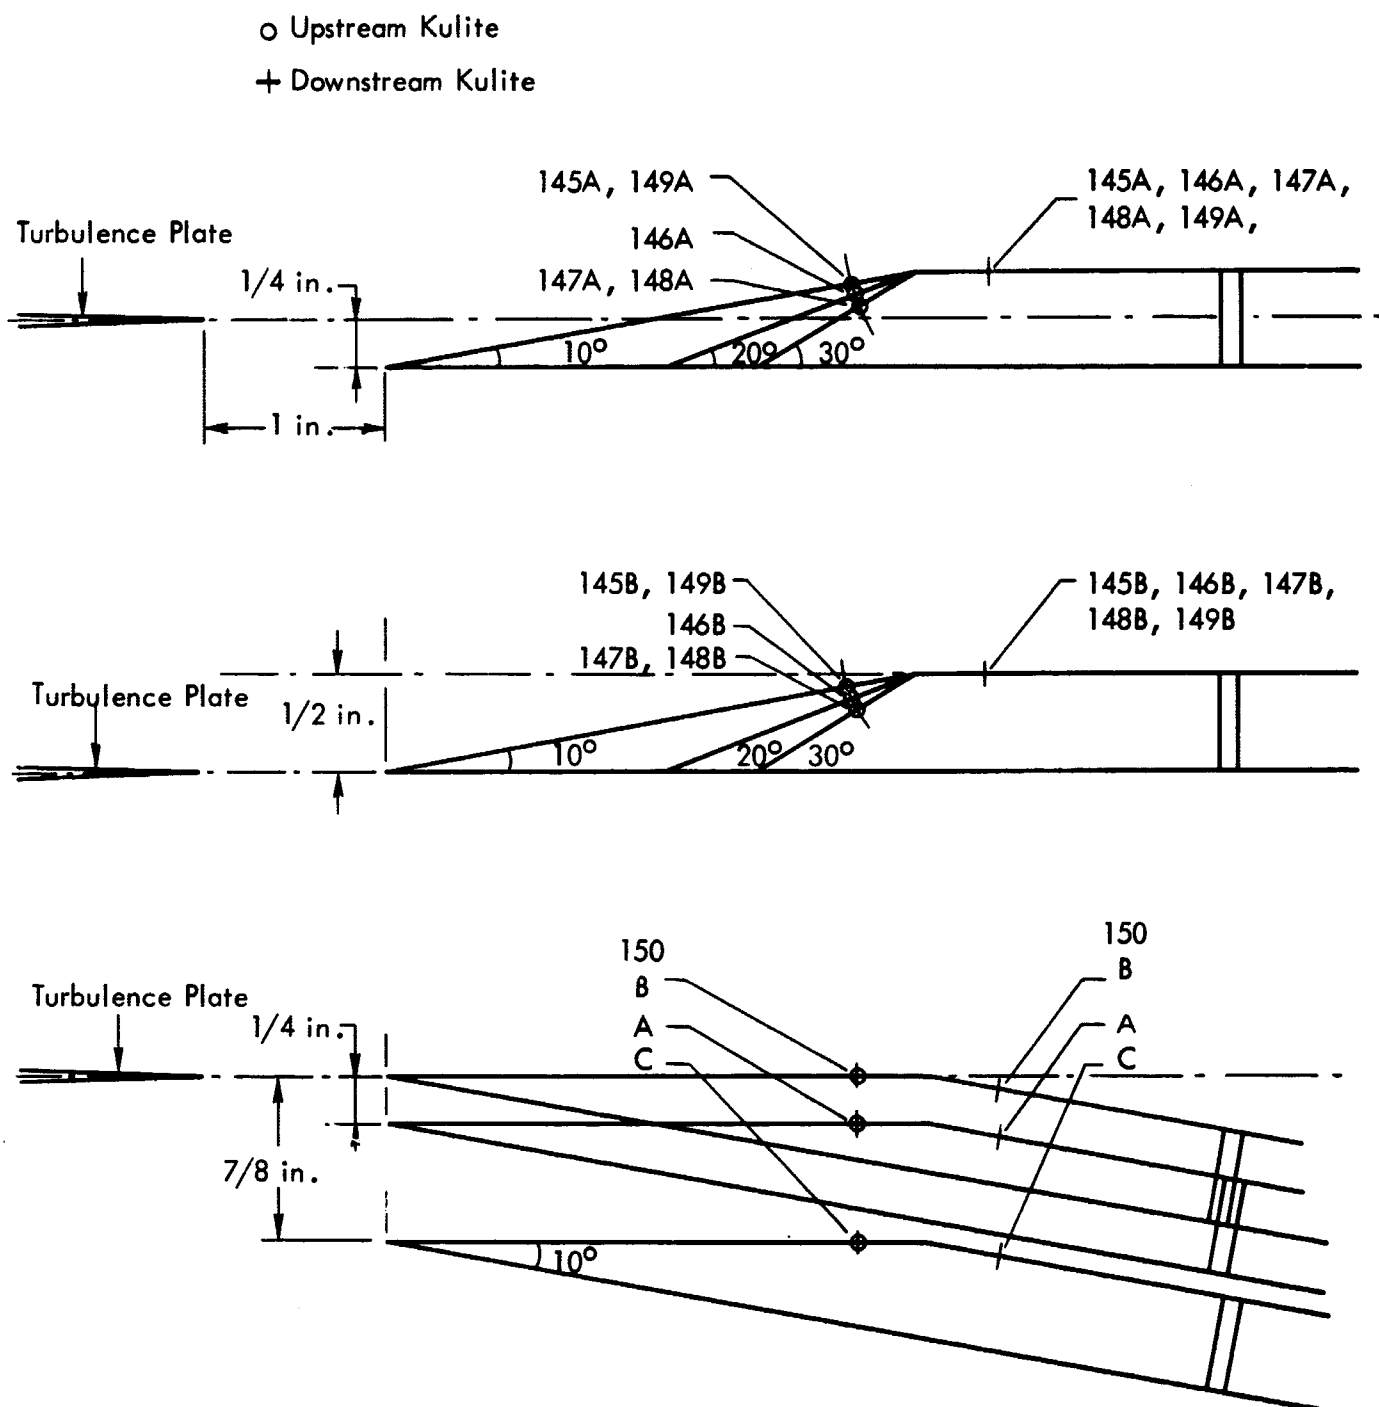 o Upstream Kulite
+ Downstream Kulite
145A, 149A
146A
147A, 148A
145A, 146A, 147A,
148A, 149A,
Turbulence Plate
1/4 in.
10°
20°
30°
1 in.
145B, 149B
146B
147B, 148B
145B, 146B, 147B,
148B, 149B
Turbulence Plate
1/2 in.
10°
20°
30°
150
B
A
C
150
B
A
C
Turbulence Plate
1/4 in.
7/8 in.
10°